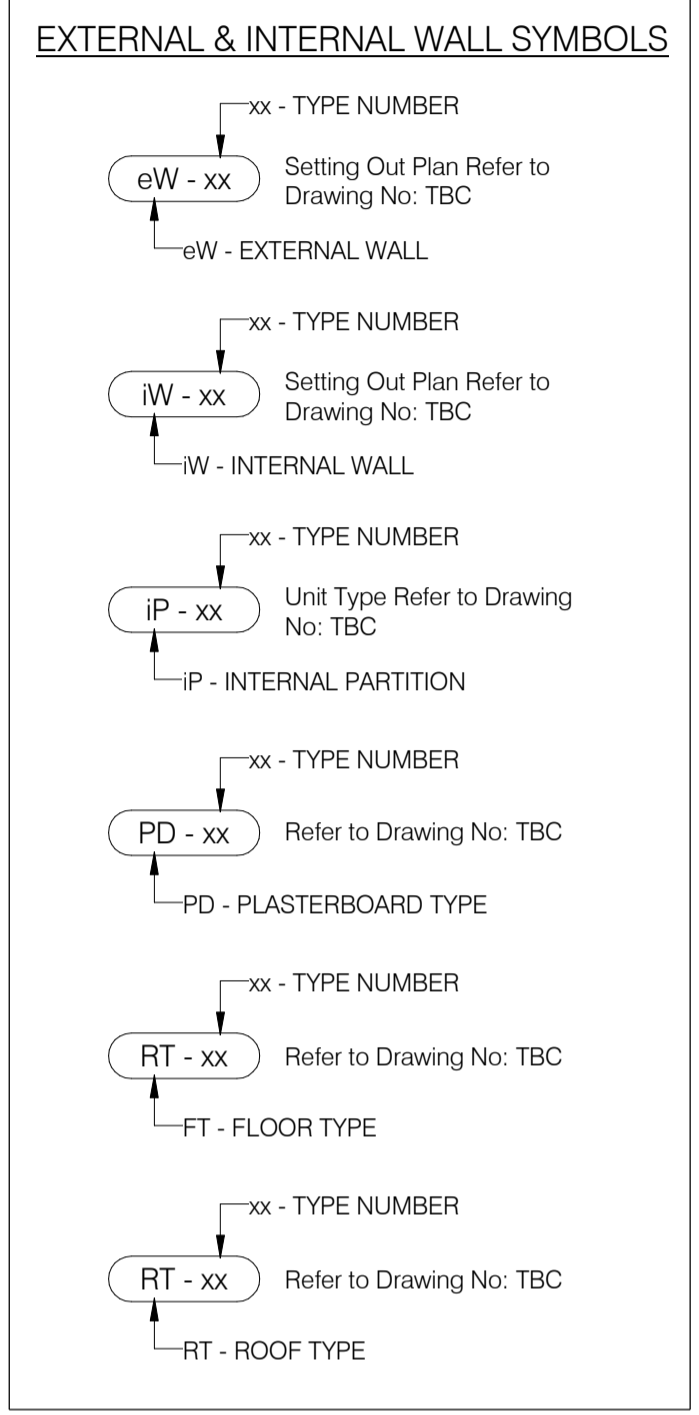 EXTERNAL & INTERNAL WALL SYMBOLS
xx - TYPE NUMBER
eW - xx
Setting Out Plan Refer to
Drawing No: TBC
eW - EXTERNAL WALL
xx - TYPE NUMBER
iW - xx
Setting Out Plan Refer to
Drawing No: TBC
iW - INTERNAL WALL
xx - TYPE NUMBER
iP - xx
Unit Type Refer to Drawing
No: TBC
iP - INTERNAL PARTITION
xx - TYPE NUMBER
PD - xx
Refer to Drawing No: TBC
PD - PLASTERBOARD TYPE
xx - TYPE NUMBER
RT - xx
Refer to Drawing No: TBC
FT - FLOOR TYPE
xx - TYPE NUMBER
RT - xx
Refer to Drawing No: TBC
RT - ROOF TYPE